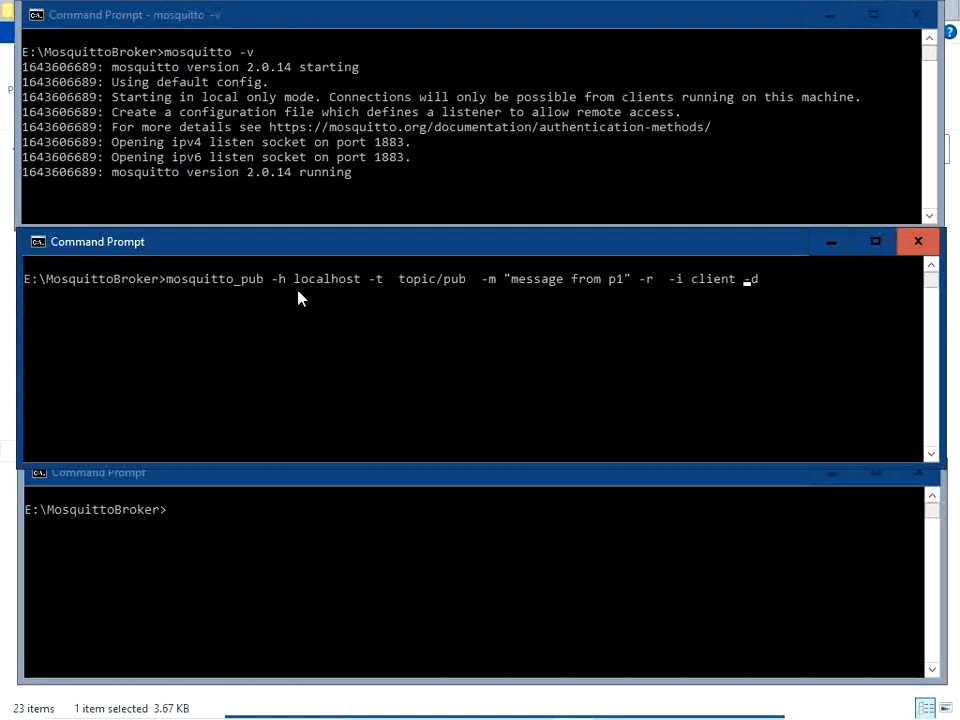 Command Prompt - mosquitto -v
E:\MosquittoBroker>mosquitto -v
1643606689: mosquitto version 2.0.14 starting
1643606689: Using default config.
1643606689: Starting in local only mode. Connections will only be possible from clients running on this machine.
1643606689: Create a configuration file which defines a listener to allow remote access.
1643606689: For more details see https://mosquitto.org/documentation/authentication-methods/
1643606689: Opening ipv4 listen socket on port 1883.
1643606689: Opening ipv6 listen socket on port 1883.
1643606689: mosquitto version 2.0.14 running
Command Prompt
E:\MosquittoBroker>mosquitto_pub -h localhost -t  topic/pub  -m "message from p1" -r  -i client -d
Command Prompt
E:\MosquittoBroker>
23 items 1 item selected 3.67 KB